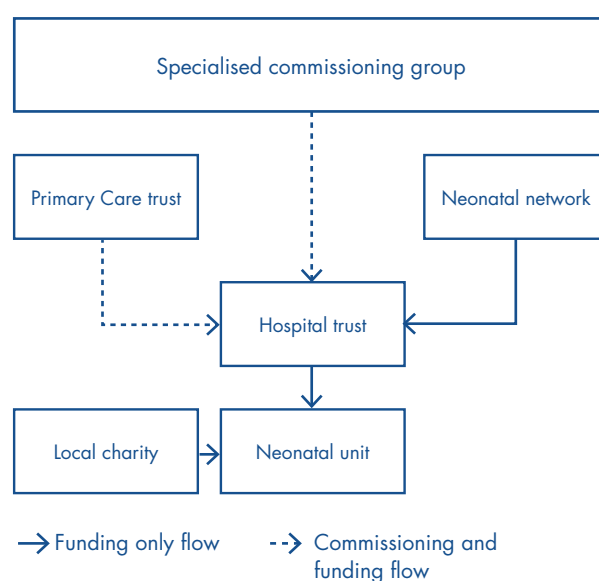 Specialised commissioning group
Primary Care trust
Neonatal network
Hospital trust
Local charity
Neonatal unit
Funding only flow
Commissioning and
funding flow